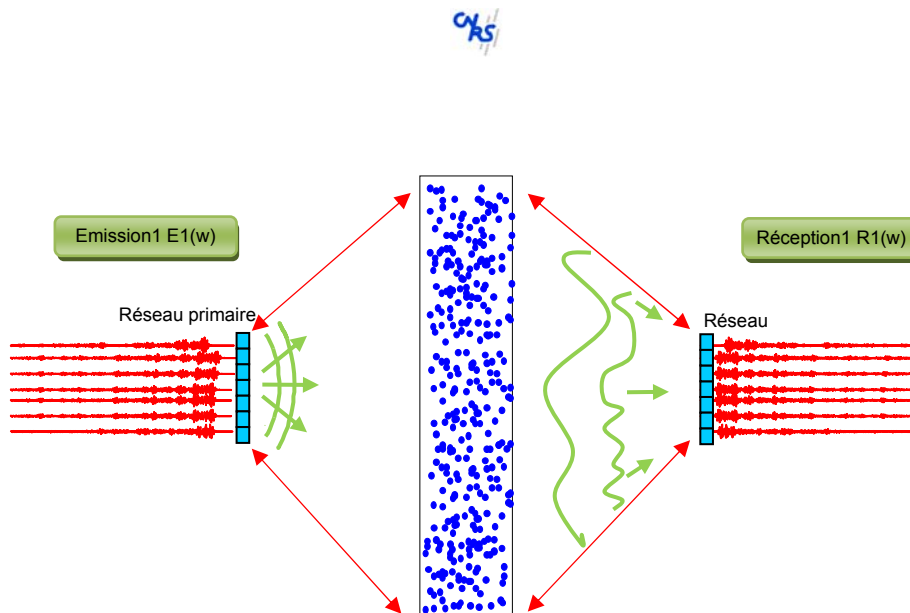 CNRS
Emission1 E1(w)
Réception1 R1(w)
Réseau primaire
Réseau